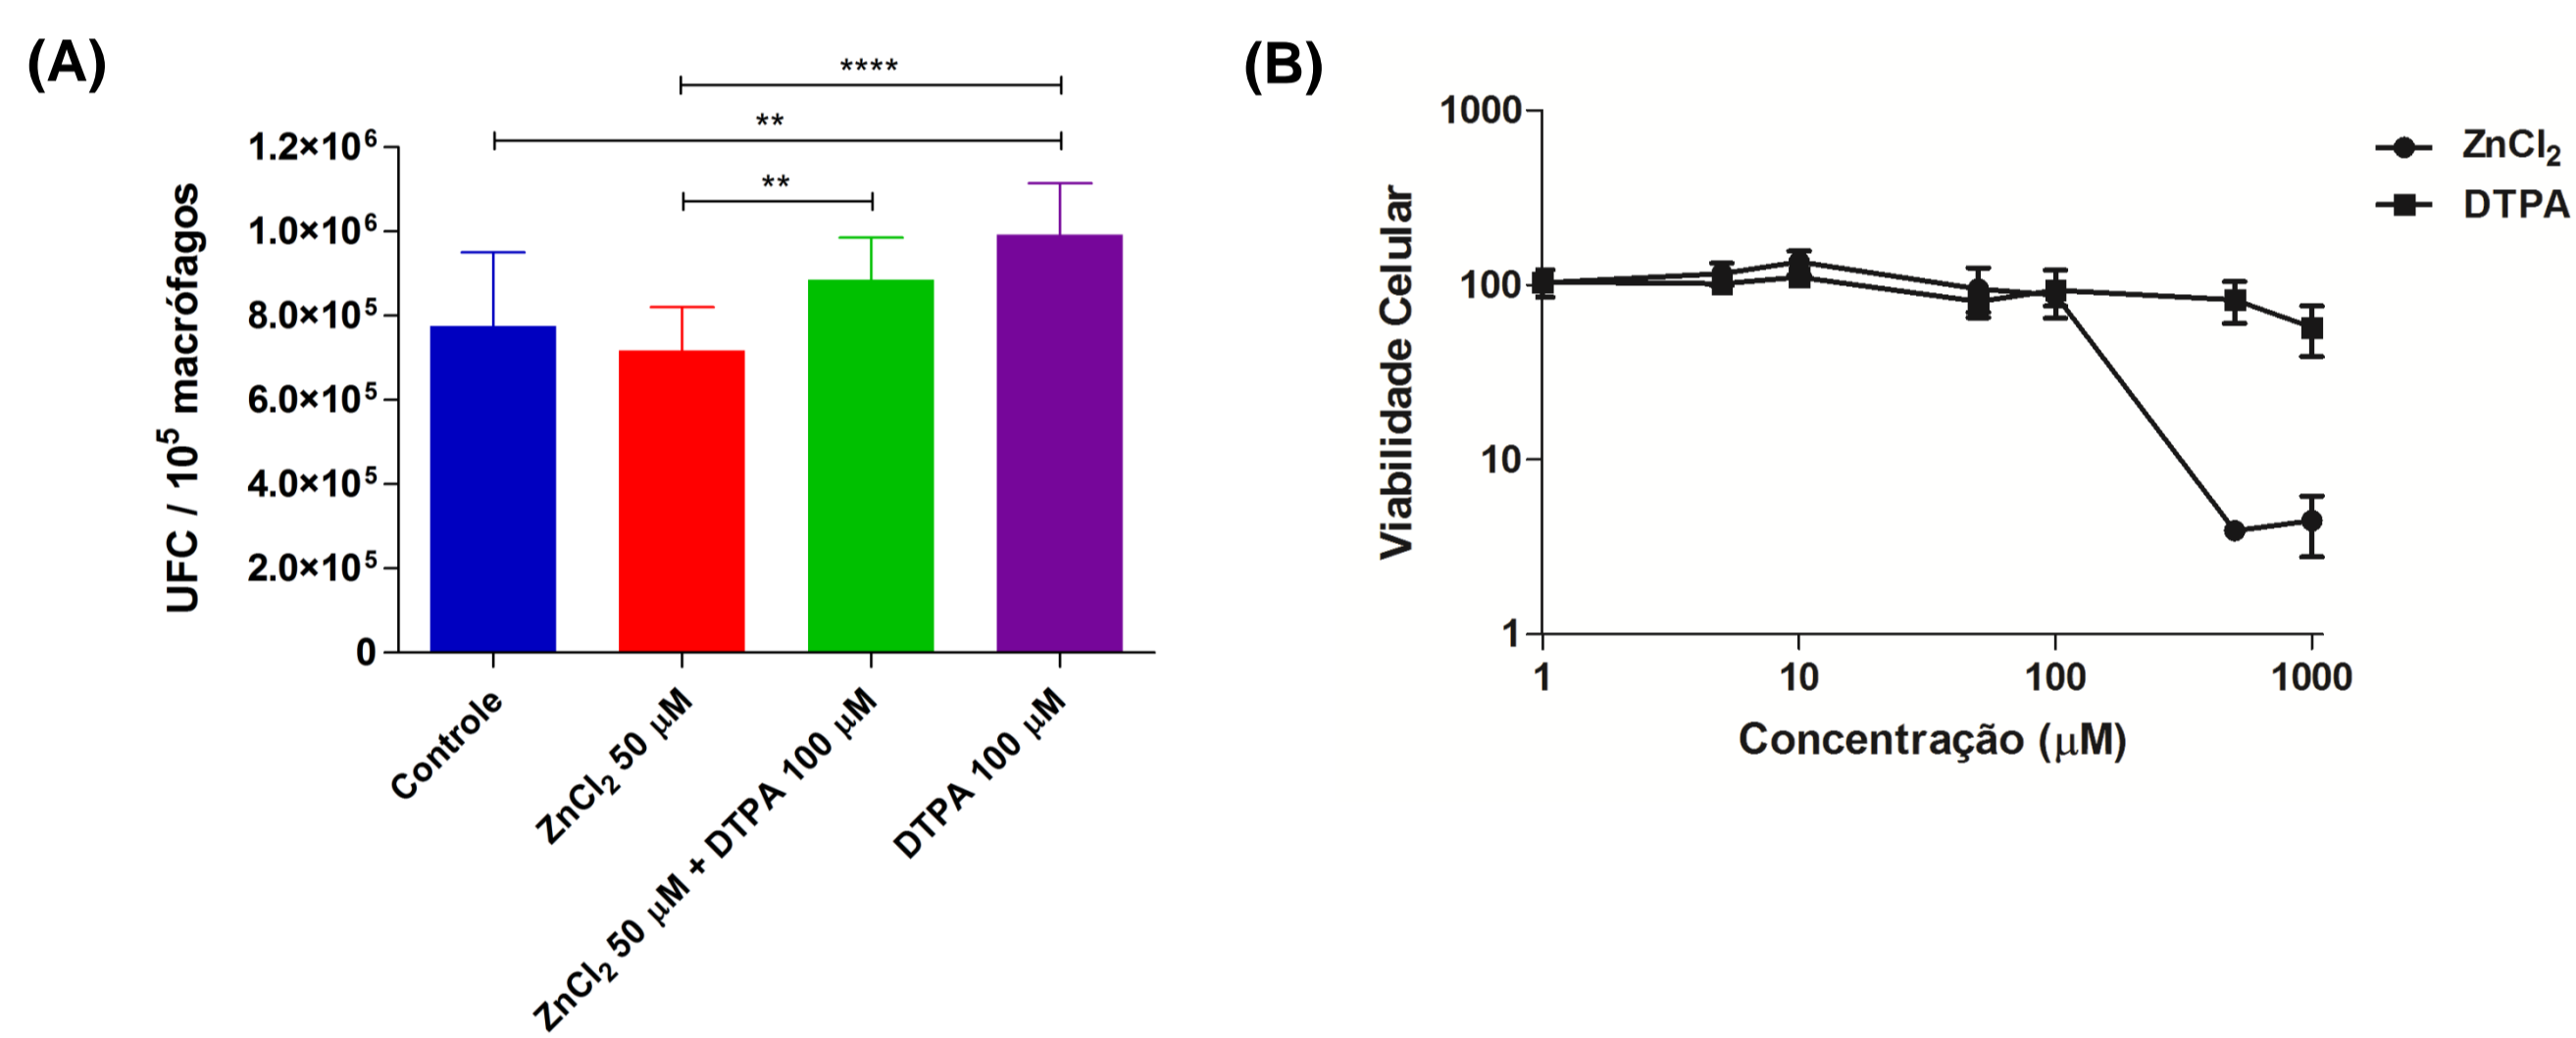 (A)
****
**
**
1.2×10⁶
1.0×10⁶
8.0×10⁵
6.0×10⁵
4.0×10⁵
2.0×10⁵
0
UFC / 10⁵ macrófagos
Controle
ZnCl₂ 50 μM
ZnCl₂ 50 μM + DTPA 100 μM
DTPA 100 μM
(B)
1000
100
10
1
Viabilidade Celular
1 10 100 1000
Concentração (μM)
ZnCl₂
DTPA